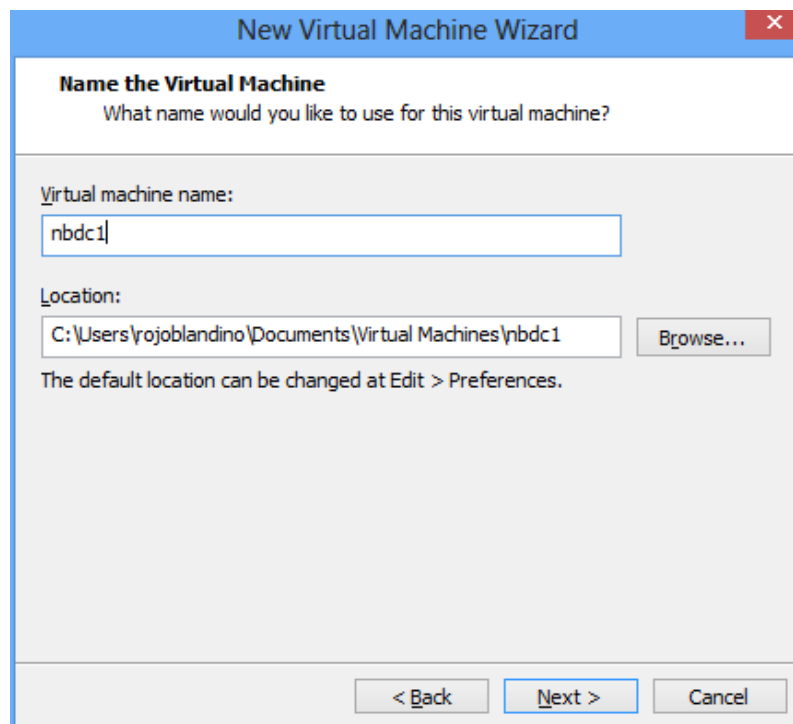 New Virtual Machine Wizard
Name the Virtual Machine
What name would you like to use for this virtual machine?
Virtual machine name:
nbdc1
Location:
C:\Users\rojoblandino\Documents\Virtual Machines\nbdc1
Browse...
The default location can be changed at Edit > Preferences.
< Back Next > Cancel